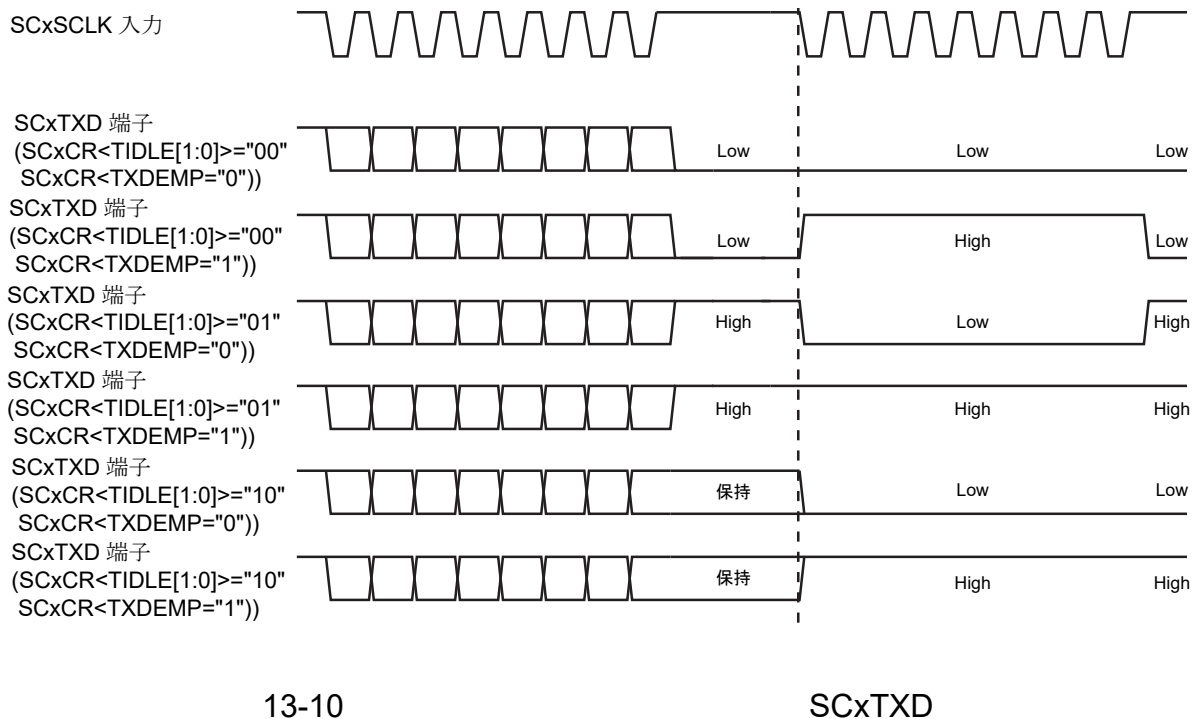 SCxSCLK 入力
SCxTXD 端子
(SCxCR<TIDLE[1:0]>="00"
SCxCR<TXDEMP="0"))
Low
Low
Low
SCxTXD 端子
(SCxCR<TIDLE[1:0]>="00"
SCxCR<TXDEMP="1"))
Low
High
Low
SCxTXD 端子
(SCxCR<TIDLE[1:0]>="01"
SCxCR<TXDEMP="0"))
High
Low
High
SCxTXD 端子
(SCxCR<TIDLE[1:0]>="01"
SCxCR<TXDEMP="1"))
High
High
High
SCxTXD 端子
(SCxCR<TIDLE[1:0]>="10"
SCxCR<TXDEMP="0"))
保持
Low
Low
SCxTXD 端子
(SCxCR<TIDLE[1:0]>="10"
SCxCR<TXDEMP="1"))
保持
High
High
13-10 SCxTXD